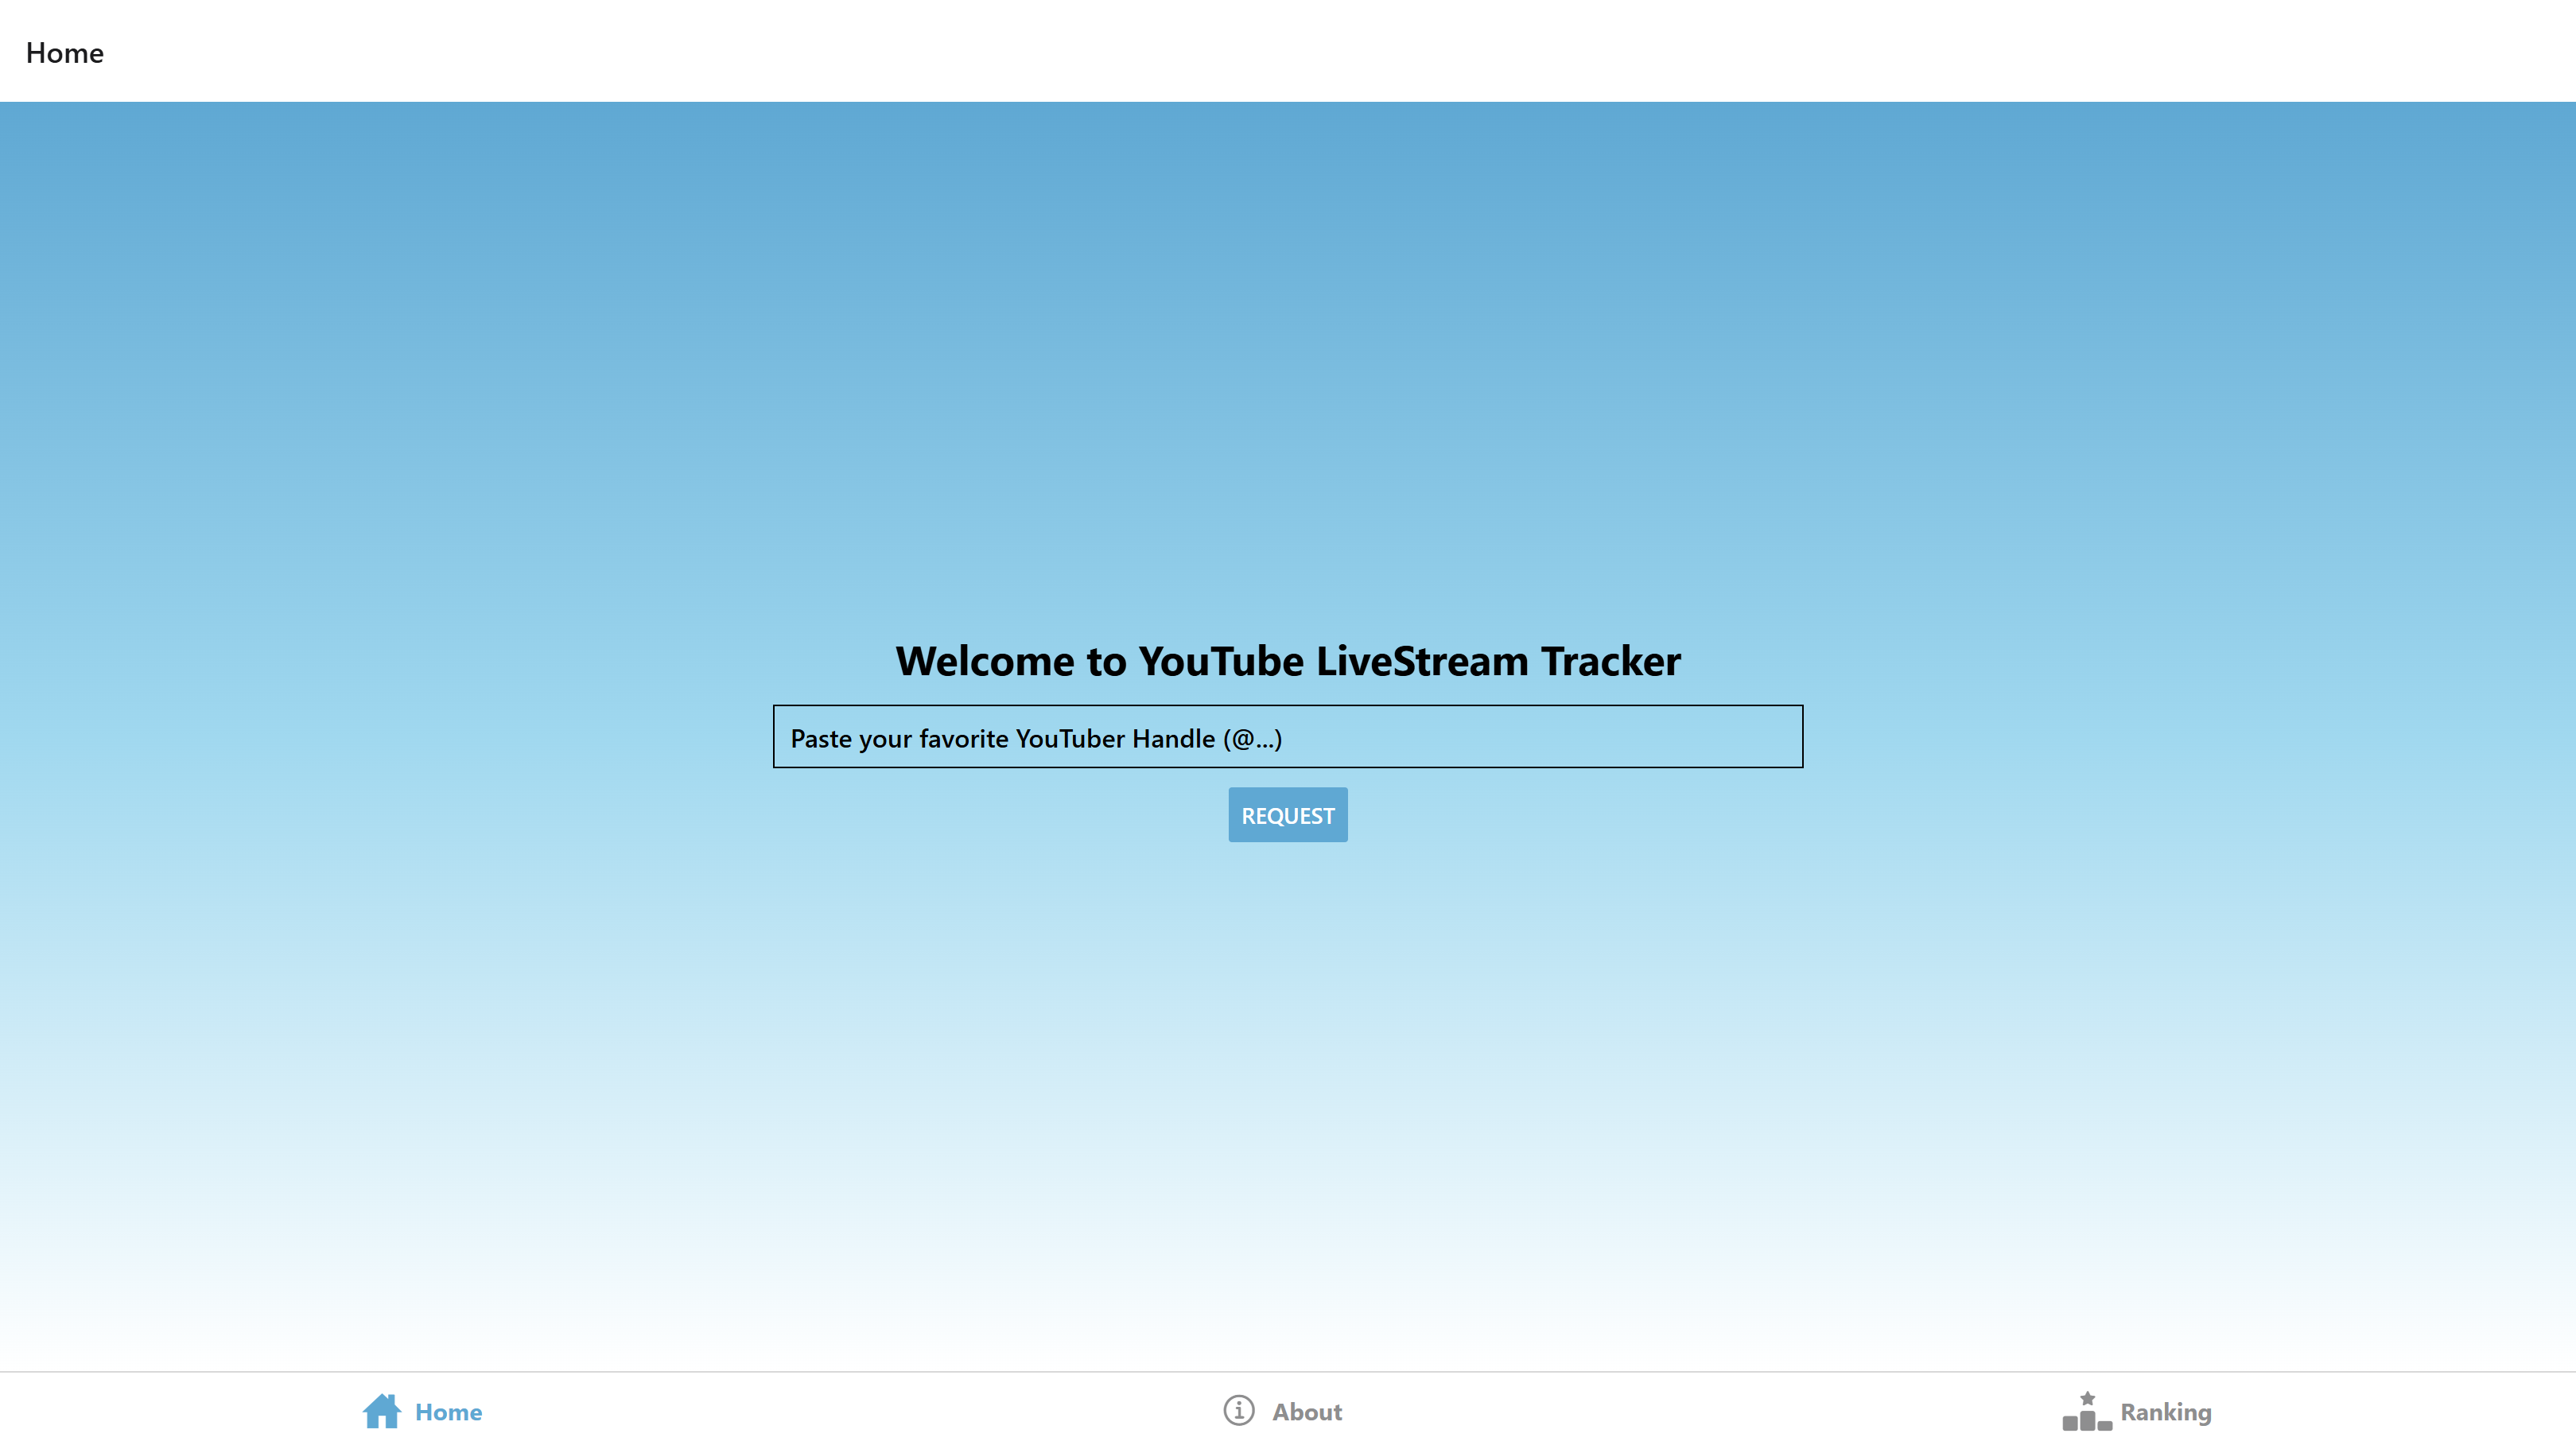 Home
Welcome to YouTube LiveStream Tracker
Paste your favorite YouTuber Handle (@...)
REQUEST
Home
About
Ranking